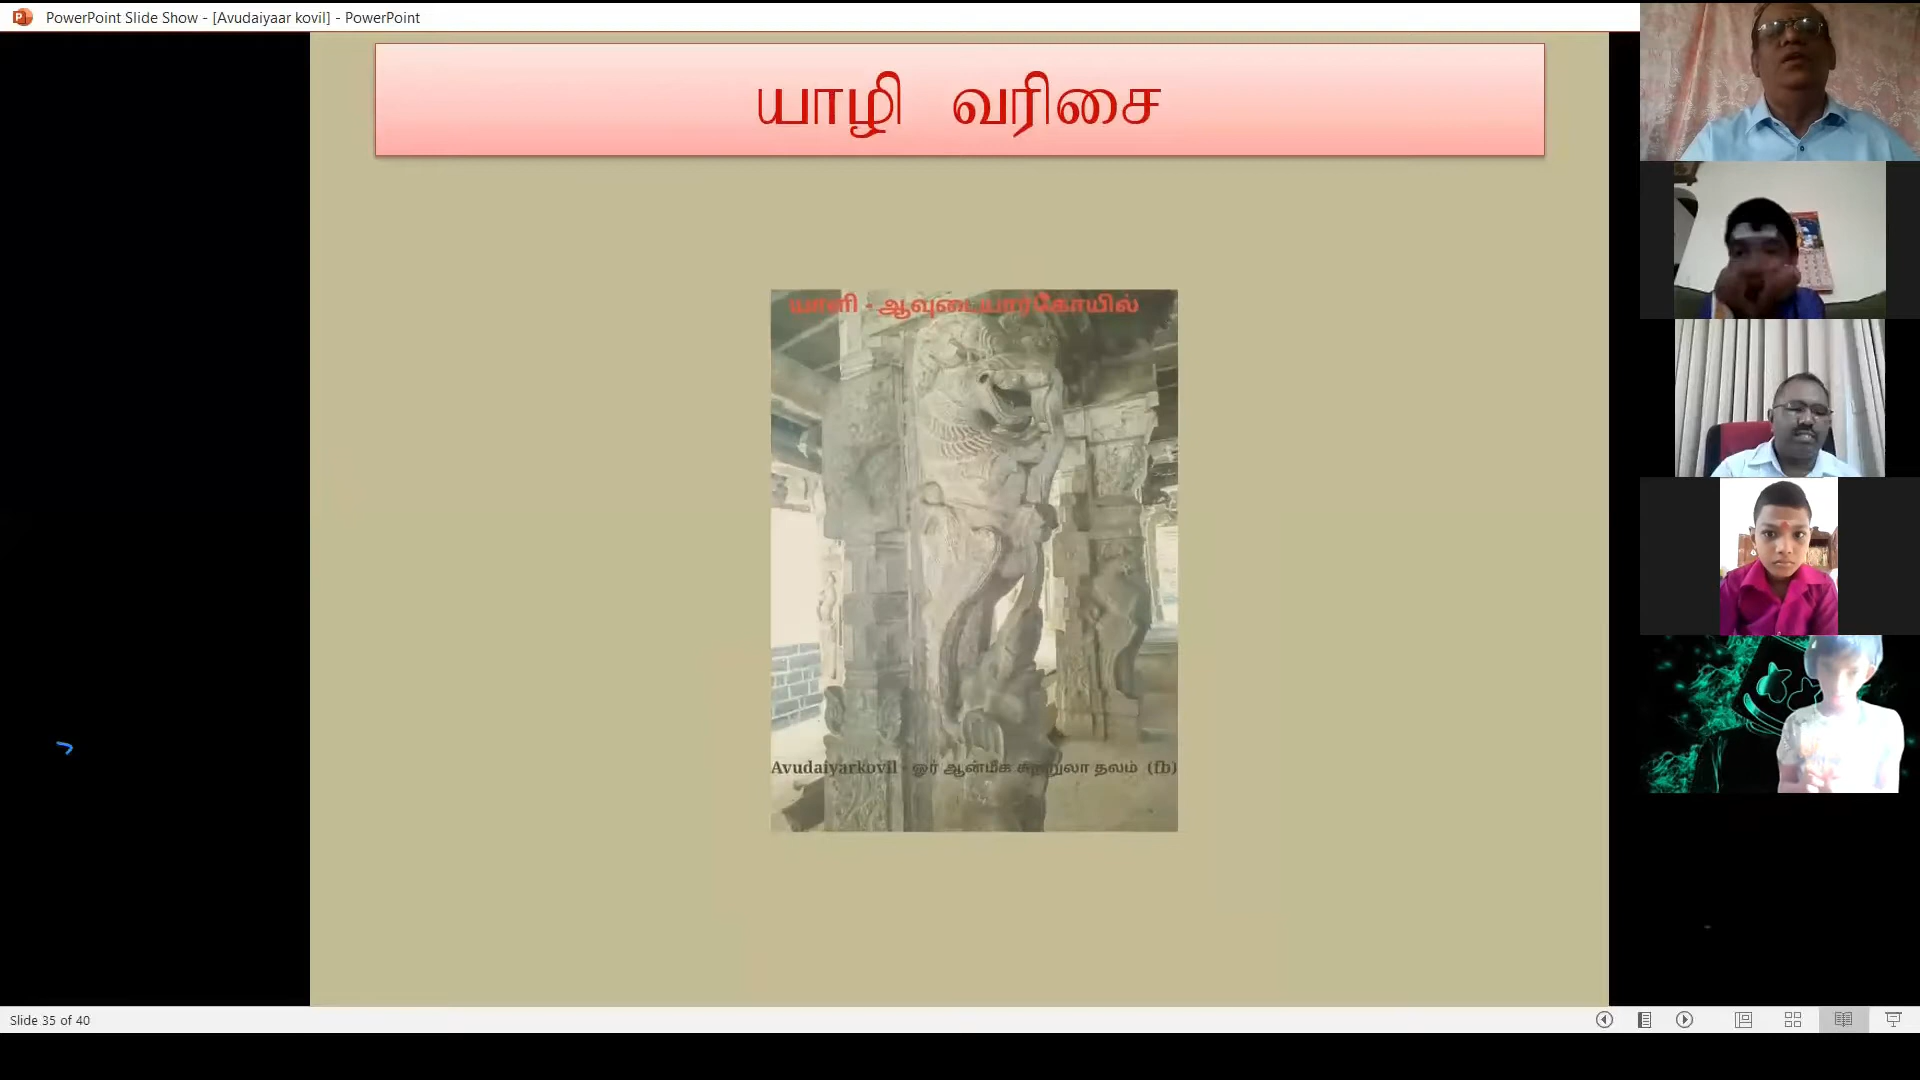 PowerPoint Slide Show - [Avudaiyaar kovil] - PowerPoint
யாழி வரிசை
யாளி - ஆவுடையார்கோயில்
Avudaiyarkovil - ஓர் ஆன்மீக சுற்றுலா தலம் (fb)
Slide 35 of 40